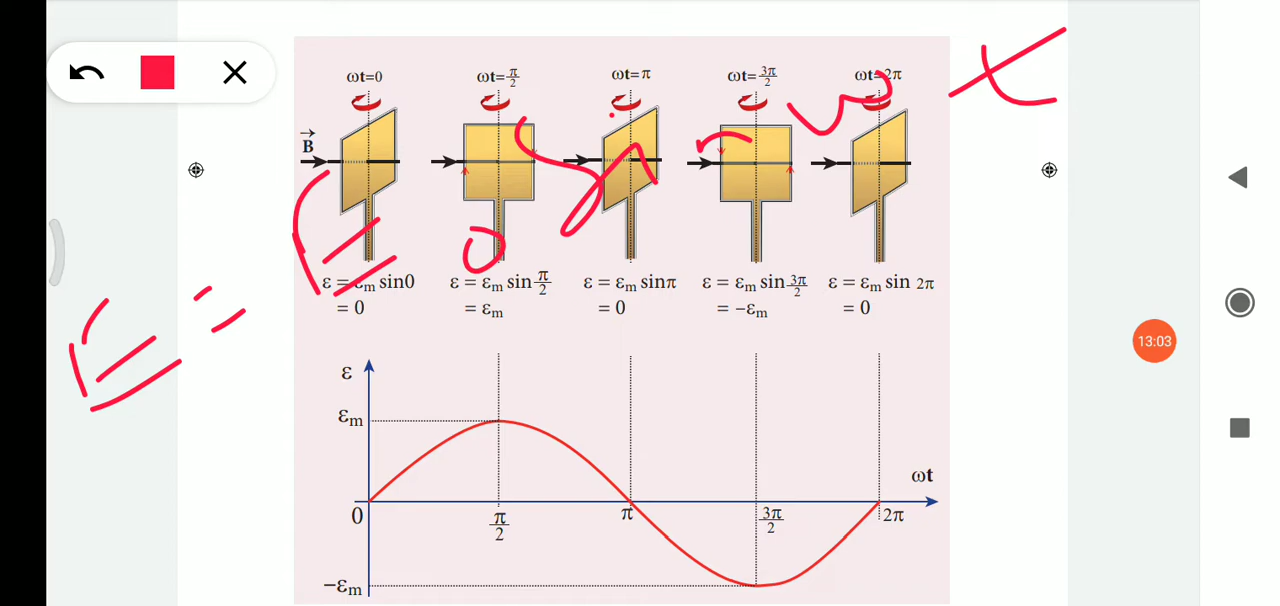 ωt=0 ωt=π/2 ωt=π ωt=3π/2 ωt=2π
B⃗
ε = εm sin0 ε = εm sin π/2 ε = εm sinπ ε = εm sin 3π/2 ε = εm sin 2π
= 0 = εm = 0 = -εm = 0
13:03
ε
εm
ωt
0 π/2 π 3π/2 2π
-εm